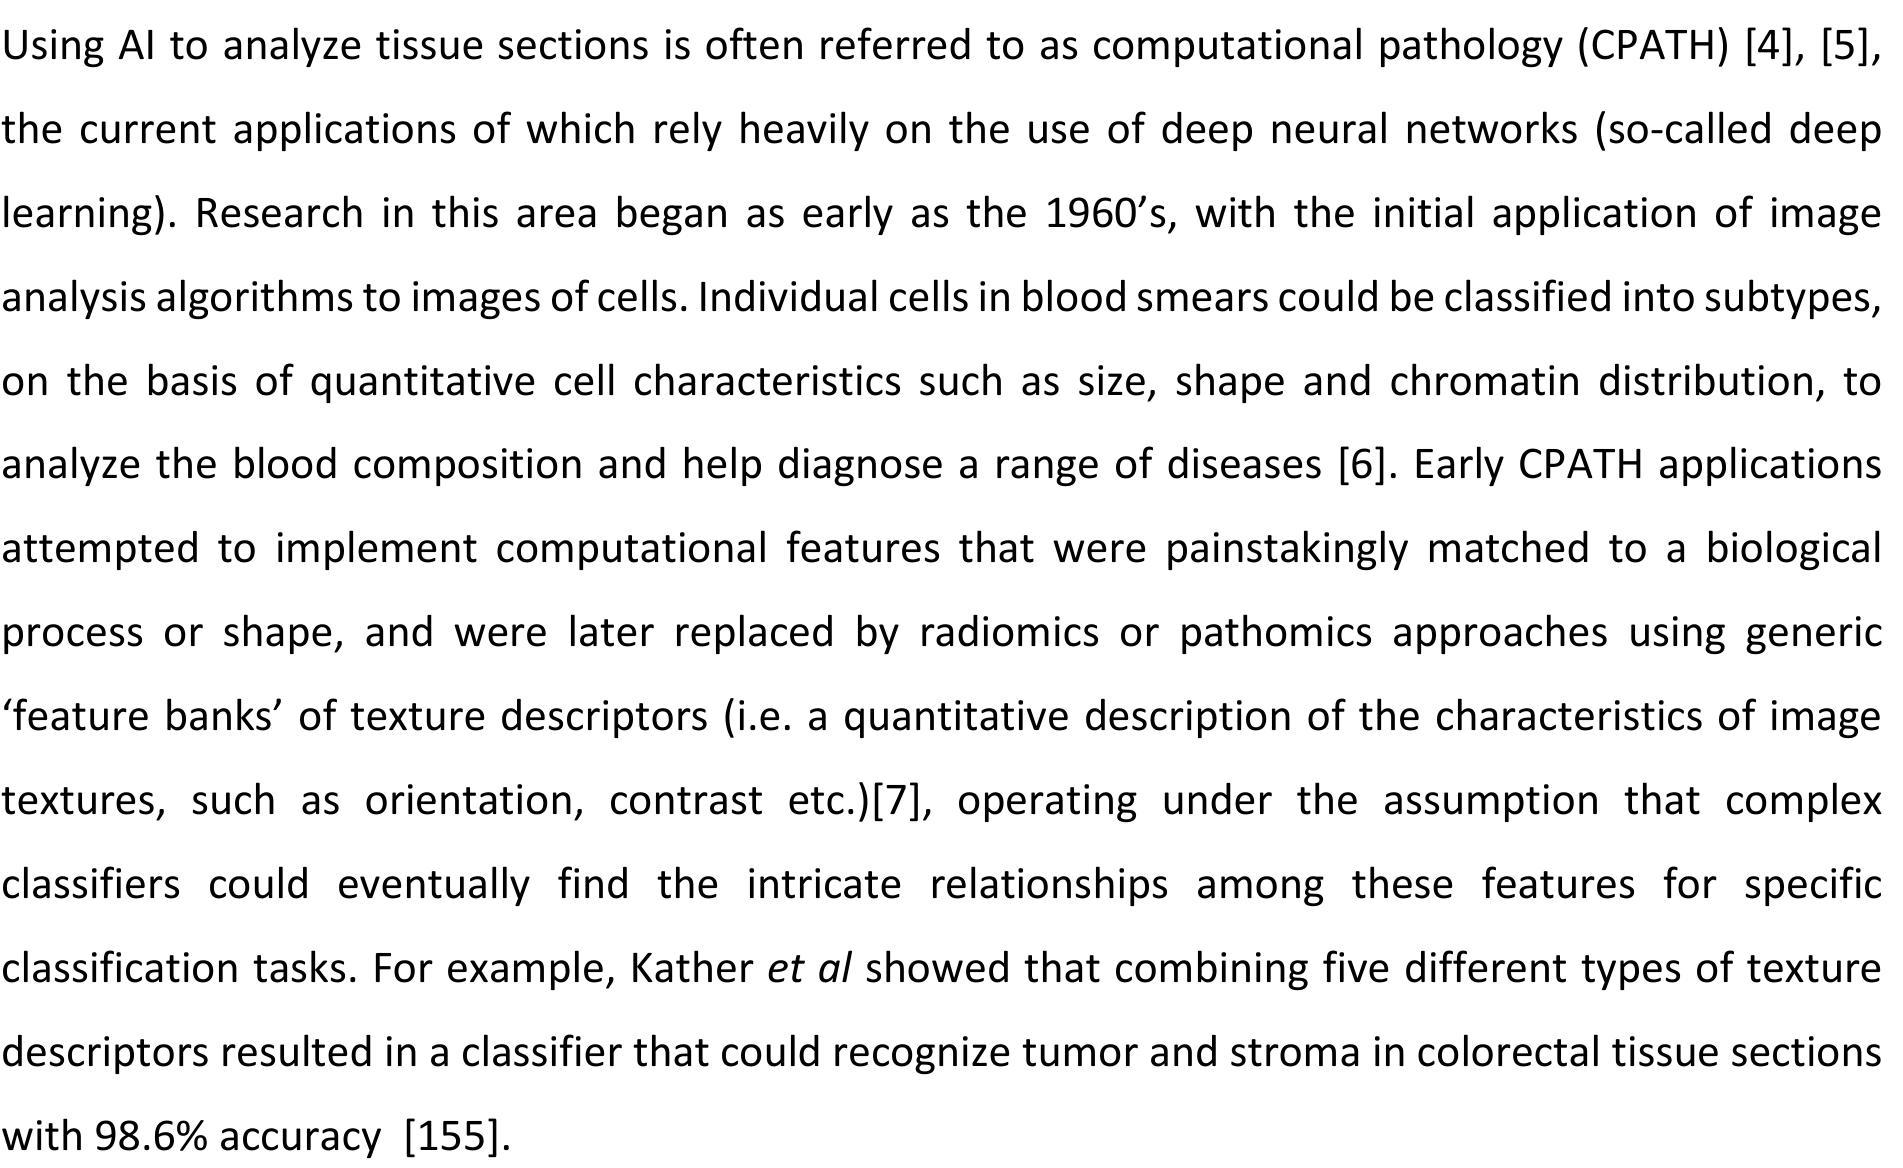 Using AI to analyze tissue sections is often referred to as computational pathology (CPATH) [4], [5],
the current applications of which rely heavily on the use of deep neural networks (so-called deep
learning). Research in this area began as early as the 1960’s, with the initial application of image
analysis algorithms to images of cells. Individual cells in blood smears could be classified into subtypes,
on the basis of quantitative cell characteristics such as size, shape and chromatin distribution, to
analyze the blood composition and help diagnose a range of diseases [6]. Early CPATH applications
attempted to implement computational features that were painstakingly matched to a biological
process or shape, and were later replaced by radiomics or pathomics approaches using generic
‘feature banks’ of texture descriptors (i.e. a quantitative description of the characteristics of image
textures, such as orientation, contrast etc.)[7], operating under the assumption that complex
classifiers could eventually find the intricate relationships among these features for specific
classification tasks. For example, Kather et al showed that combining five different types of texture
descriptors resulted in a classifier that could recognize tumor and stroma in colorectal tissue sections
with 98.6% accuracy  [155].